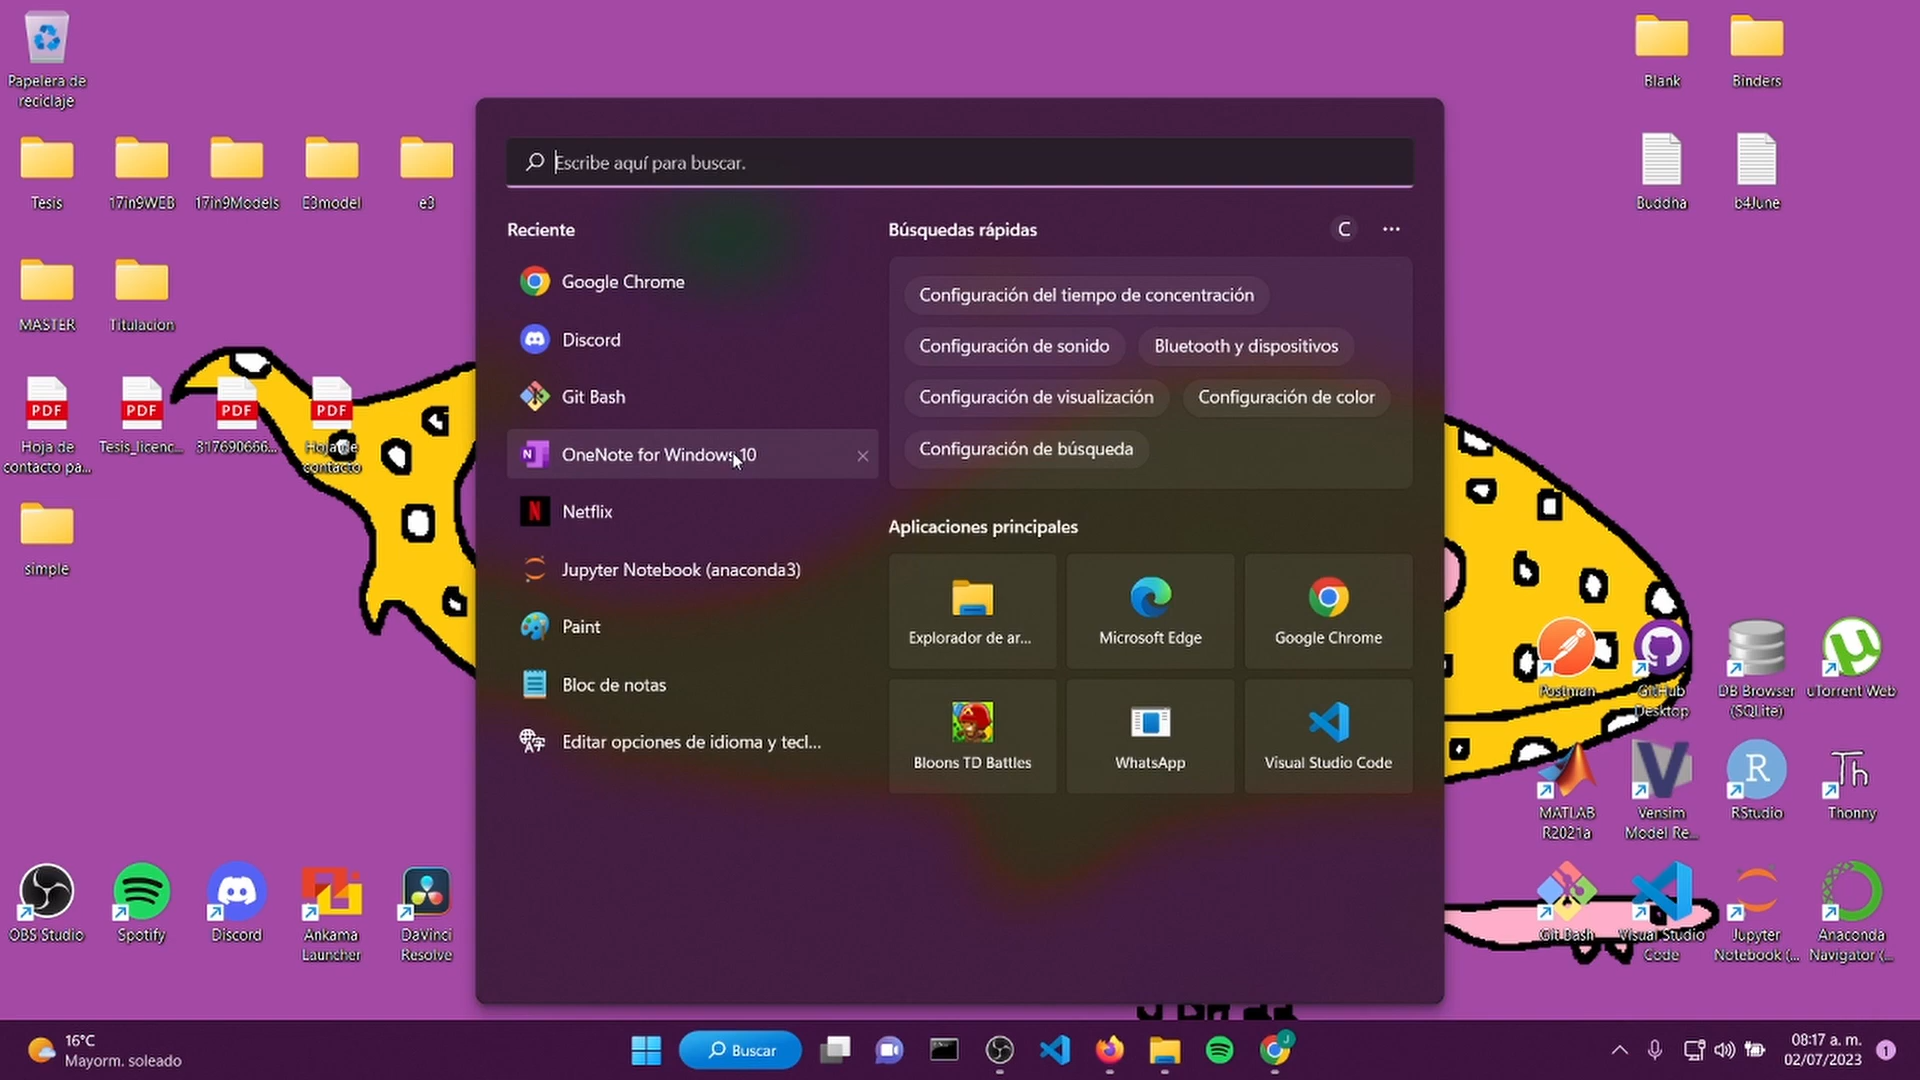 Papelera de
reciclaje
Blank
Binders
Escribe aquí para buscar.
Tesis
17in9WEB
17in9Models
E3model
e3
Buddha
b4June
Reciente
Búsquedas rápidas
C
Google Chrome
Configuración del tiempo de concentración
Discord
Configuración de sonido
Bluetooth y dispositivos
MASTER
Titulacion
Git Bash
Configuración de visualización
Configuración de color
PDF
PDF
PDF
PDF
Hoja de
contacto pa...
Tesis_licenc...
317690666...
Hoja de
contacto
OneNote for Windows 10
Configuración de búsqueda
Netflix
Aplicaciones principales
simple
Jupyter Notebook (anaconda3)
Explorador de ar...
Microsoft Edge
Google Chrome
Paint
Bloc de notas
Postman
GitHub
Desktop
DB Browser
(SQLite)
uTorrent Web
Editar opciones de idioma y tecl...
Bloons TD Battles
WhatsApp
Visual Studio Code
MATLAB
R2021a
Vensim
Model Re...
RStudio
Thonny
OBS Studio
Spotify
Discord
Ankama
Launcher
DaVinci
Resolve
Git Bash
Visual Studio
Code
Jupyter
Notebook (...
Anaconda
Navigator (...
16°C
Mayorm. soleado
Buscar
J
08:17 a. m.
02/07/2023
1